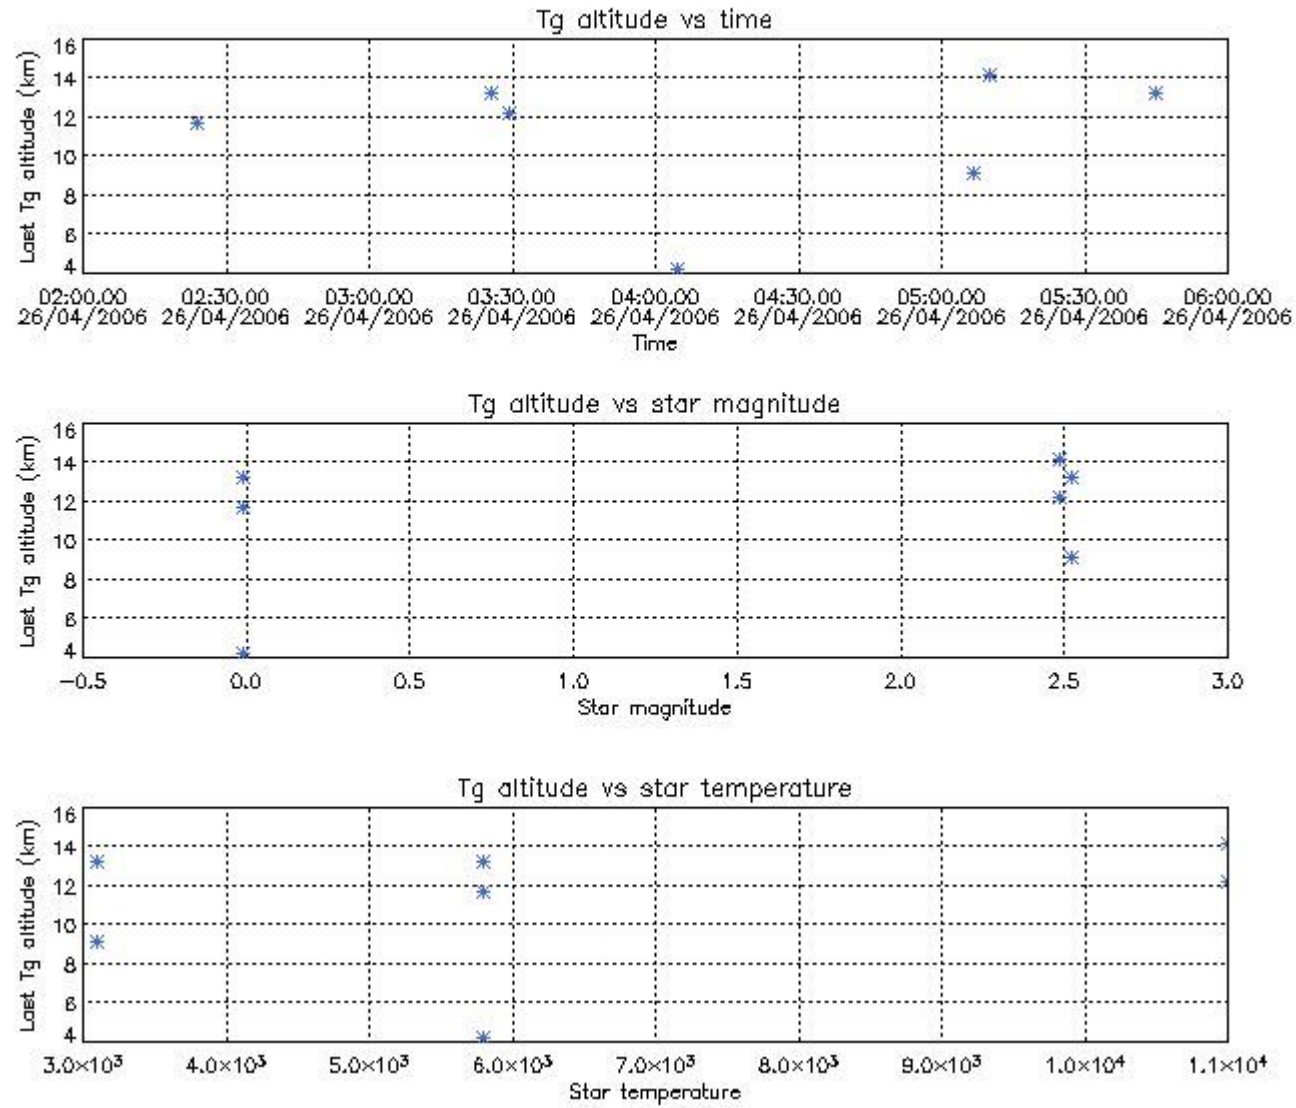 Tg altitude vs time
Last Tg altitude (km)
16
14
12
10
8
6
4
02:00.00 02:30.00 03:00.00 03:30.00 04:00.00 04:30.00 05:00.00 05:30.00 06:00.00
26/04/2006 26/04/2006 26/04/2006 26/04/2006 26/04/2006 26/04/2006 26/04/2006 26/04/2006 26/04/2006
Time
Tg altitude vs star magnitude
Last Tg altitude (km)
16
14
12
10
8
6
4
−0.5 0.0 0.5 1.0 1.5 2.0 2.5 3.0
Star magnitude
Tg altitude vs star temperature
Last Tg altitude (km)
16
14
12
10
8
6
4
3.0×10³ 4.0×10³ 5.0×10³ 6.0×10³ 7.0×10³ 8.0×10³ 9.0×10³ 1.0×10⁴ 1.1×10⁴
Star temperature